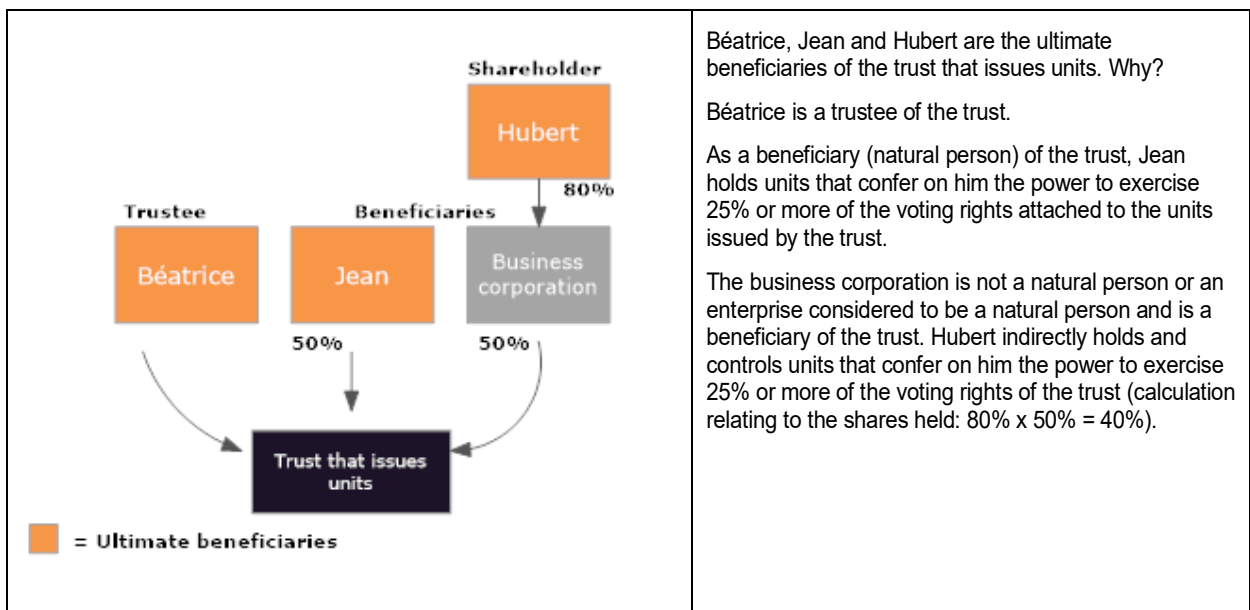 Shareholder
Hubert
80%
Trustee
Beneficiaries
Béatrice
Jean
Business
corporation
50%
50%
Trust that issues
units
= Ultimate beneficiaries
Béatrice, Jean and Hubert are the ultimate
beneficiaries of the trust that issues units. Why?
Béatrice is a trustee of the trust.
As a beneficiary (natural person) of the trust, Jean
holds units that confer on him the power to exercise
25% or more of the voting rights attached to the units
issued by the trust.
The business corporation is not a natural person or an
enterprise considered to be a natural person and is a
beneficiary of the trust. Hubert indirectly holds and
controls units that confer on him the power to exercise
25% or more of the voting rights of the trust (calculation
relating to the shares held: 80% x 50% = 40%).